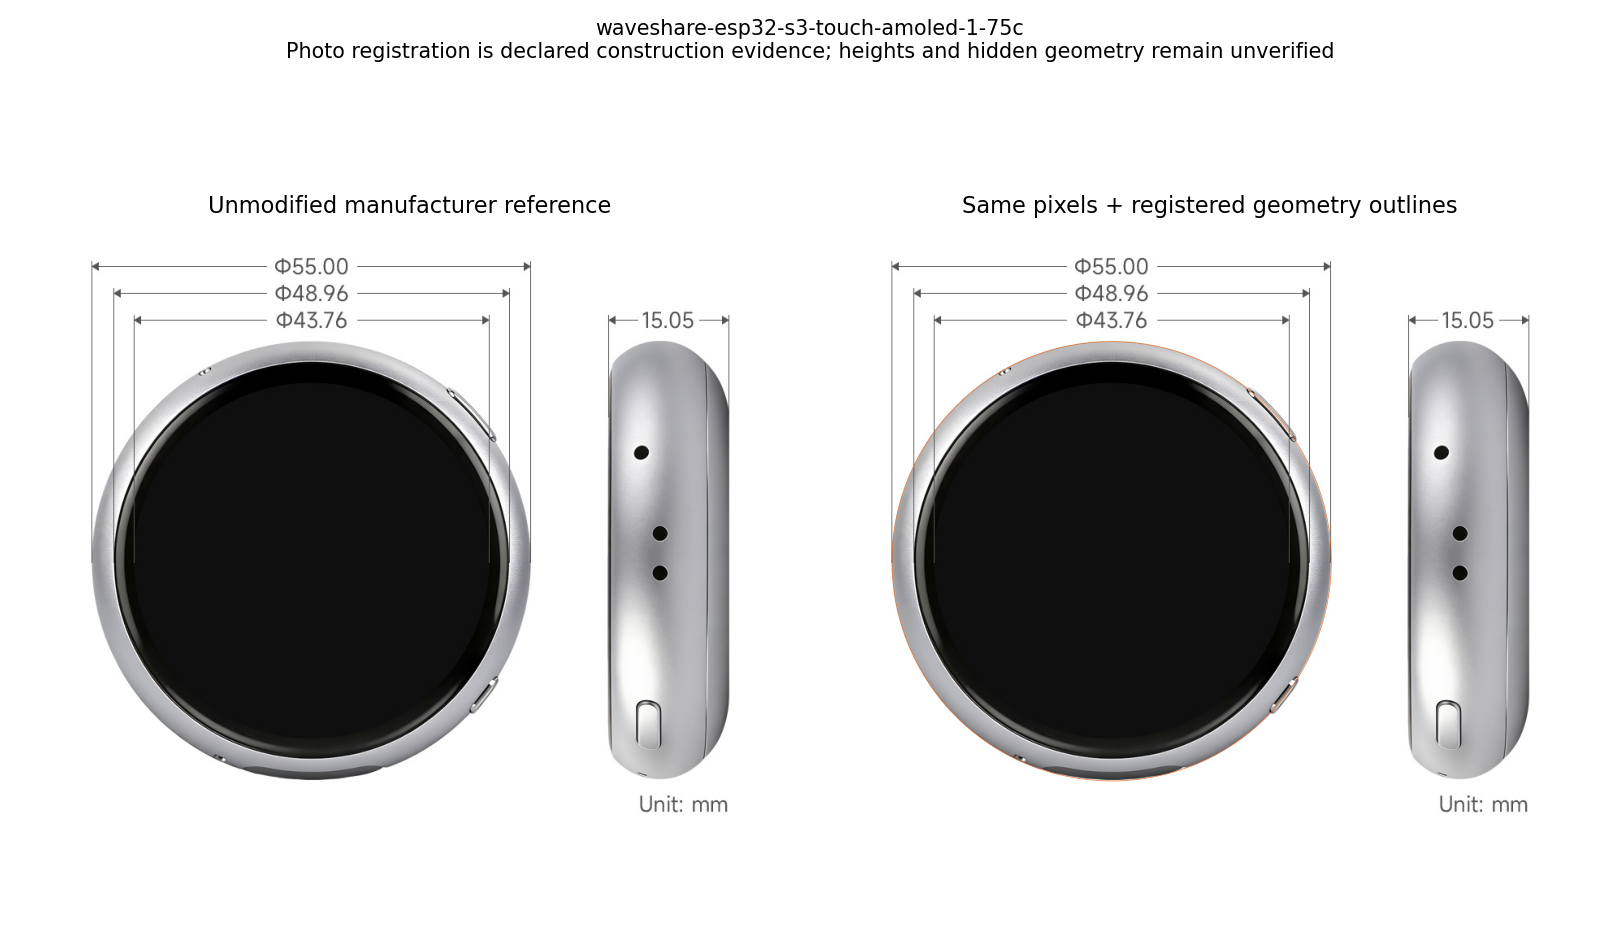 waveshare-esp32-s3-touch-amoled-1-75c
Photo registration is declared construction evidence; heights and hidden geometry remain unverified
Unmodified manufacturer reference
Same pixels + registered geometry outlines
Φ55.00
Φ48.96
Φ43.76
15.05
Unit: mm
Φ55.00
Φ48.96
Φ43.76
15.05
Unit: mm